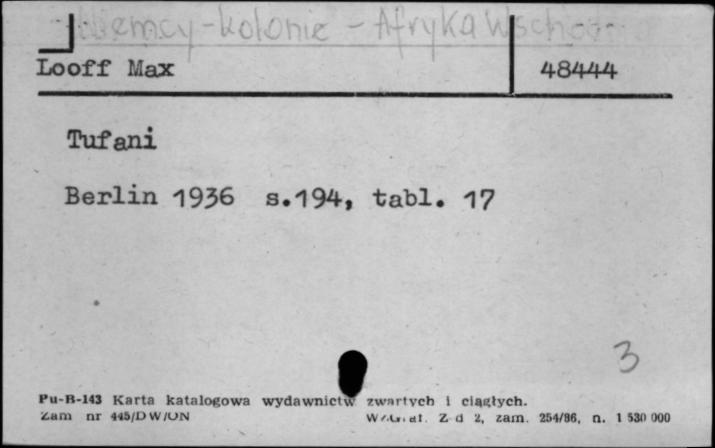 Niemcy - kolonie - Afryka Wschodnia
Looff Max 48444
Tufani
Berlin 1936 s.194, tabl. 17
3
Pu-B-143 Karta katalogowa wydawnictw zwartych i ciągłych.
Zam nr 445/DW/ON Z d 2, zam. 254/86, n. 1 530 000